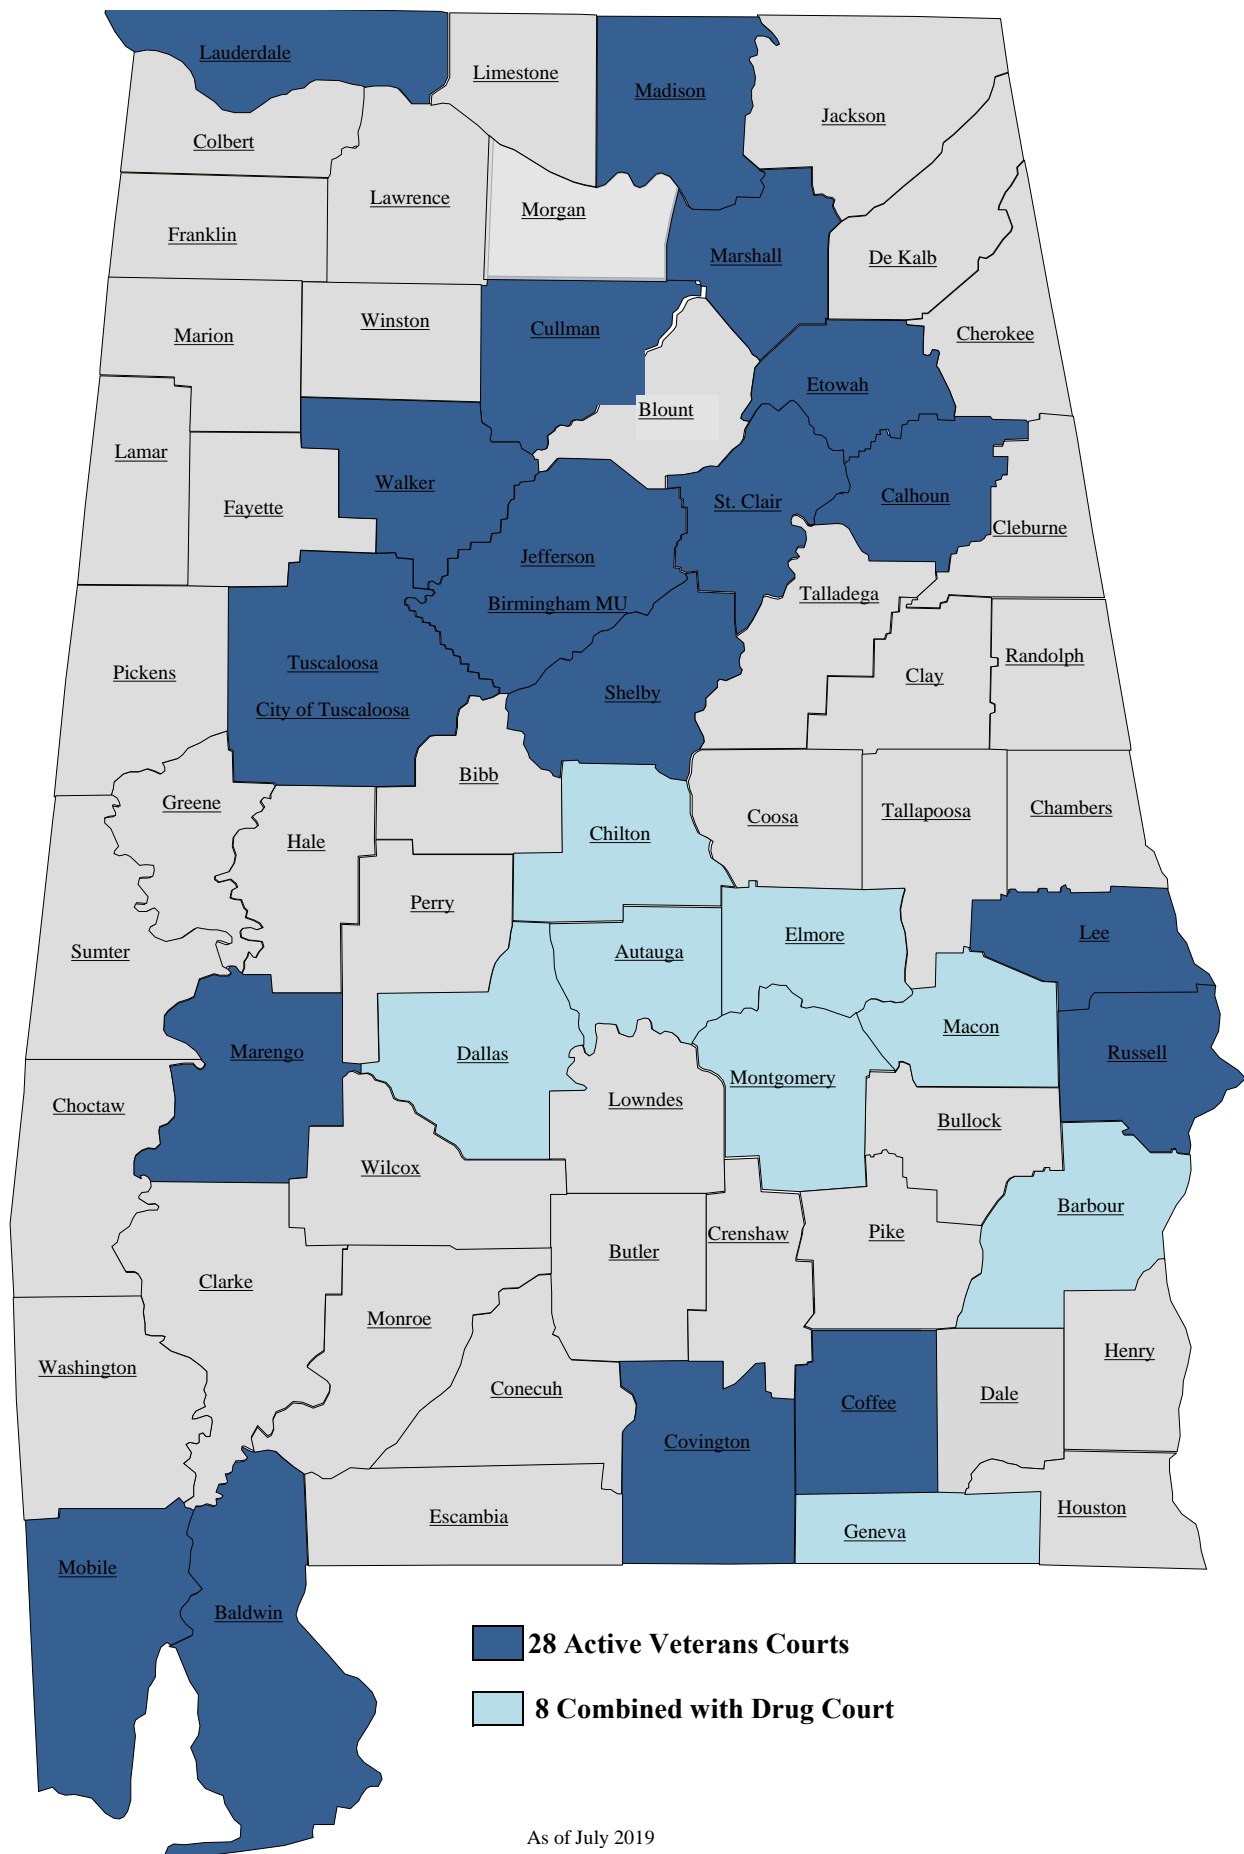 Lauderdale
Limestone
Madison
Jackson
Colbert
Lawrence
Morgan
Franklin
Marshall
De Kalb
Marion
Winston
Cullman
Cherokee
Etowah
Blount
Lamar
Walker
St. Clair
Calhoun
Fayette
Cleburne
Jefferson
Birmingham MU
Talladega
Tuscaloosa
City of Tuscaloosa
Pickens
Shelby
Clay
Randolph
Bibb
Greene
Hale
Chilton
Coosa
Tallapoosa
Chambers
Perry
Sumter
Autauga
Elmore
Lee
Macon
Marengo
Dallas
Montgomery
Russell
Choctaw
Lowndes
Bullock
Wilcox
Barbour
Butler
Crenshaw
Pike
Clarke
Monroe
Washington
Conecuh
Henry
Dale
Coffee
Covington
Escambia
Houston
Geneva
Mobile
Baldwin
28 Active Veterans Courts
8 Combined with Drug Court
As of July 2019